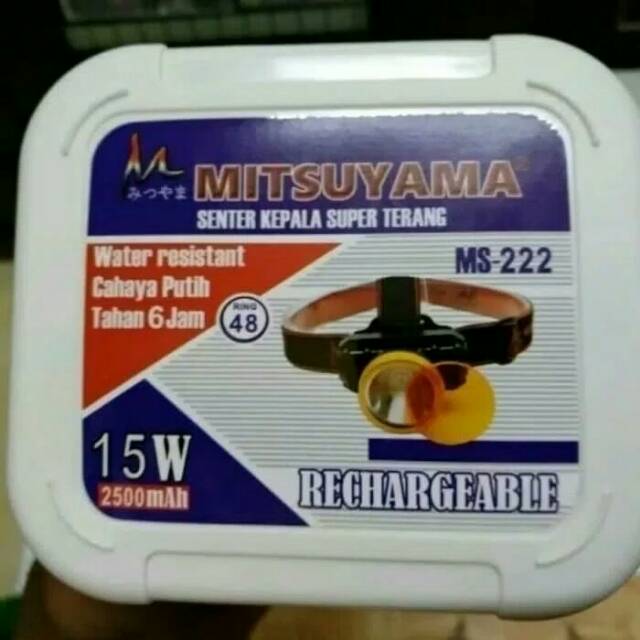 MITSUYAMA
みつやま
SENTER KEPALA SUPER TERANG
Water resistant
Cahaya Putih
Tahan 6 Jam
RING
48
MS-222
15W
2500mAh
RECHARGEABLE